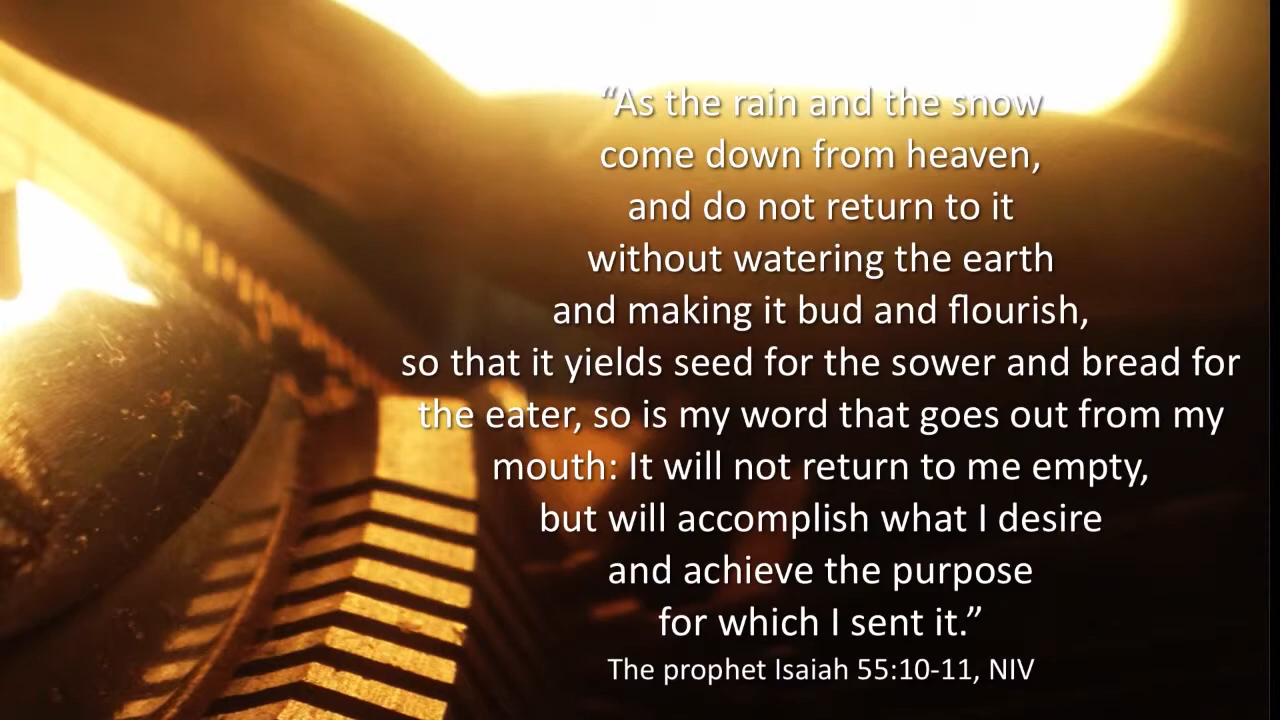 “As the rain and the snow
come down from heaven,
and do not return to it
without watering the earth
and making it bud and flourish,
so that it yields seed for the sower and bread for
the eater, so is my word that goes out from my
mouth: It will not return to me empty,
but will accomplish what I desire
and achieve the purpose
for which I sent it.”
The prophet Isaiah 55:10-11, NIV